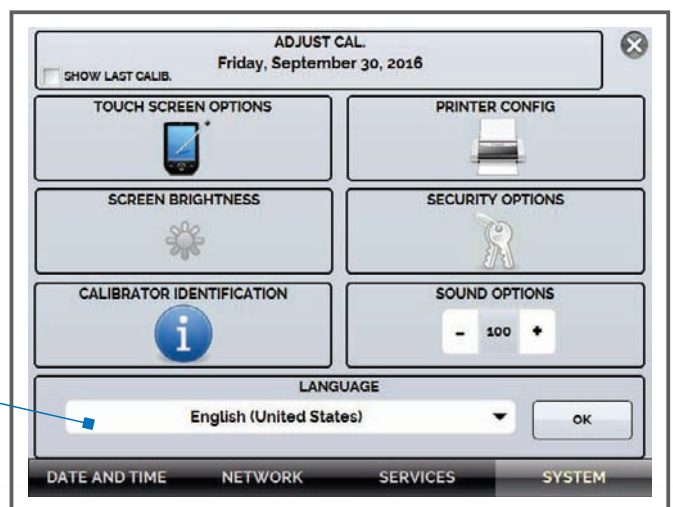 ADJUST CAL.
Friday, September 30, 2016
SHOW LAST CALIB.
TOUCH SCREEN OPTIONS
PRINTER CONFIG
SCREEN BRIGHTNESS
SECURITY OPTIONS
CALIBRATOR IDENTIFICATION
SOUND OPTIONS
i
- 100 +
LANGUAGE
English (United States)
OK
DATE AND TIME NETWORK SERVICES SYSTEM